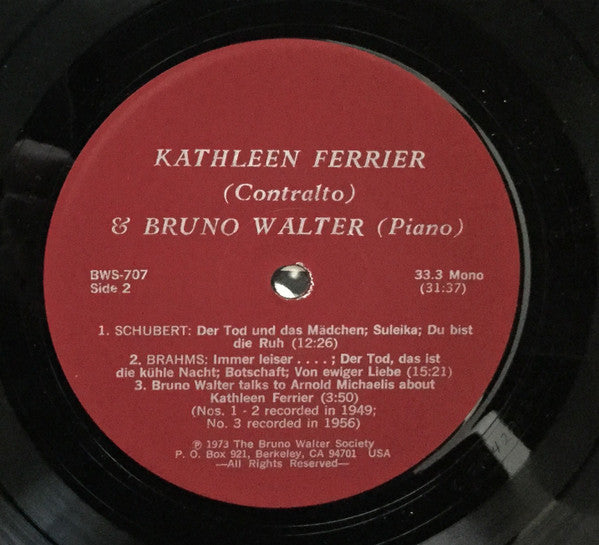 KATHLEEN FERRIER
(Contralto)
& BRUNO WALTER (Piano)
BWS-707 33.3 Mono
Side 2 (31:37)
1. SCHUBERT: Der Tod und das Mädchen; Suleika; Du bist
die Ruh (12:26)
2. BRAHMS: Immer leiser . . . . ; Der Tod, das ist
die kühle Nacht; Botschaft; Von ewiger Liebe (15:21)
3. Bruno Walter talks to Arnold Michaelis about
Kathleen Ferrier (3:50)
(Nos. 1 - 2 recorded in 1949;
No. 3 recorded in 1956)
℗ 1973 The Bruno Walter Society
P. O. Box 921, Berkeley, CA 94701 USA
—All Rights Reserved—